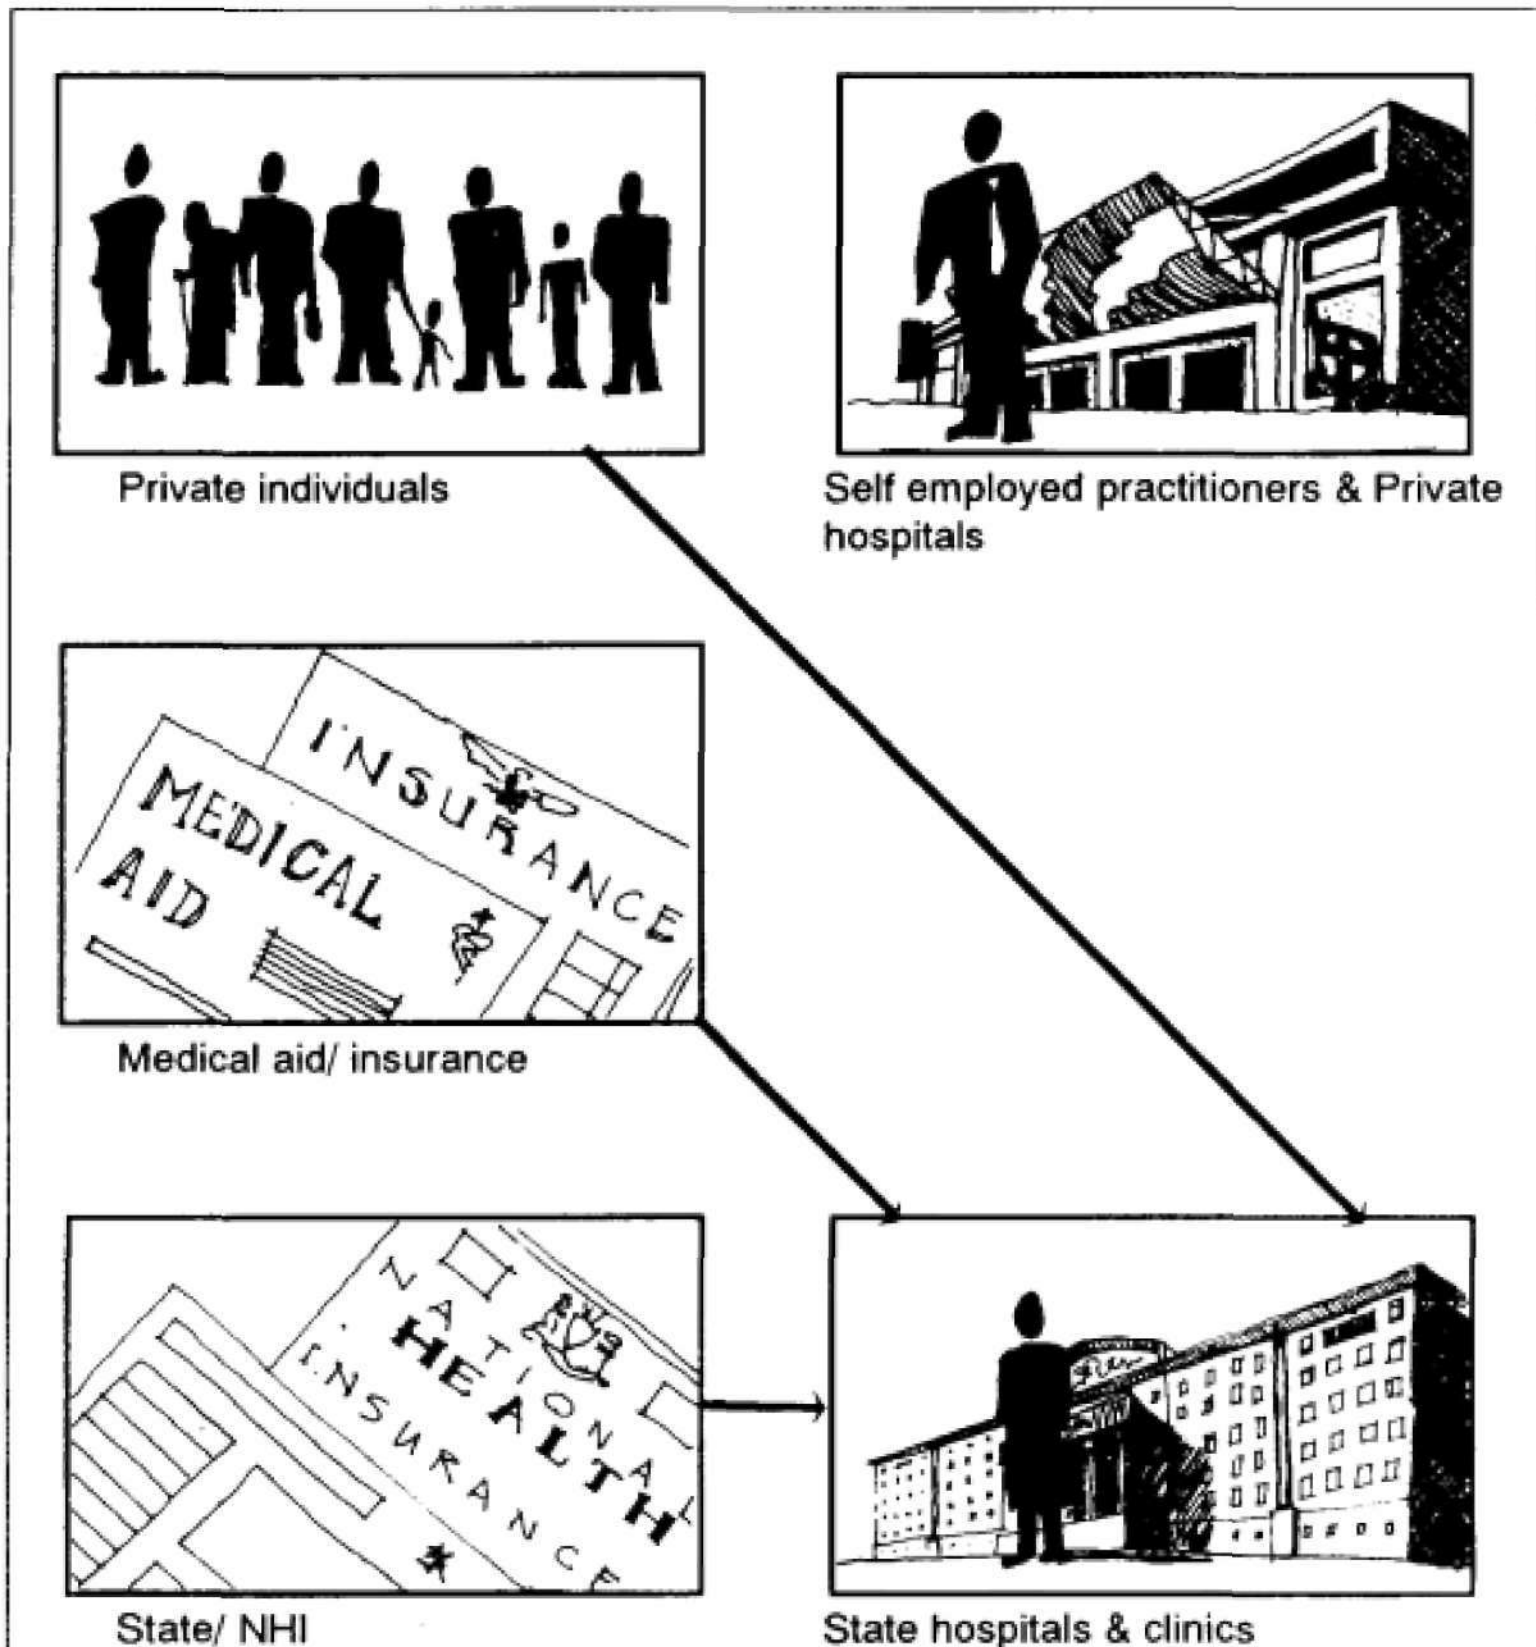 Private individuals
Self employed practitioners & Private
hospitals
INSURANCE
MEDICAL
AID
Medical aid/ insurance
NATIONAL
HEALTH
INSURANCE
State/ NHI
State hospitals & clinics